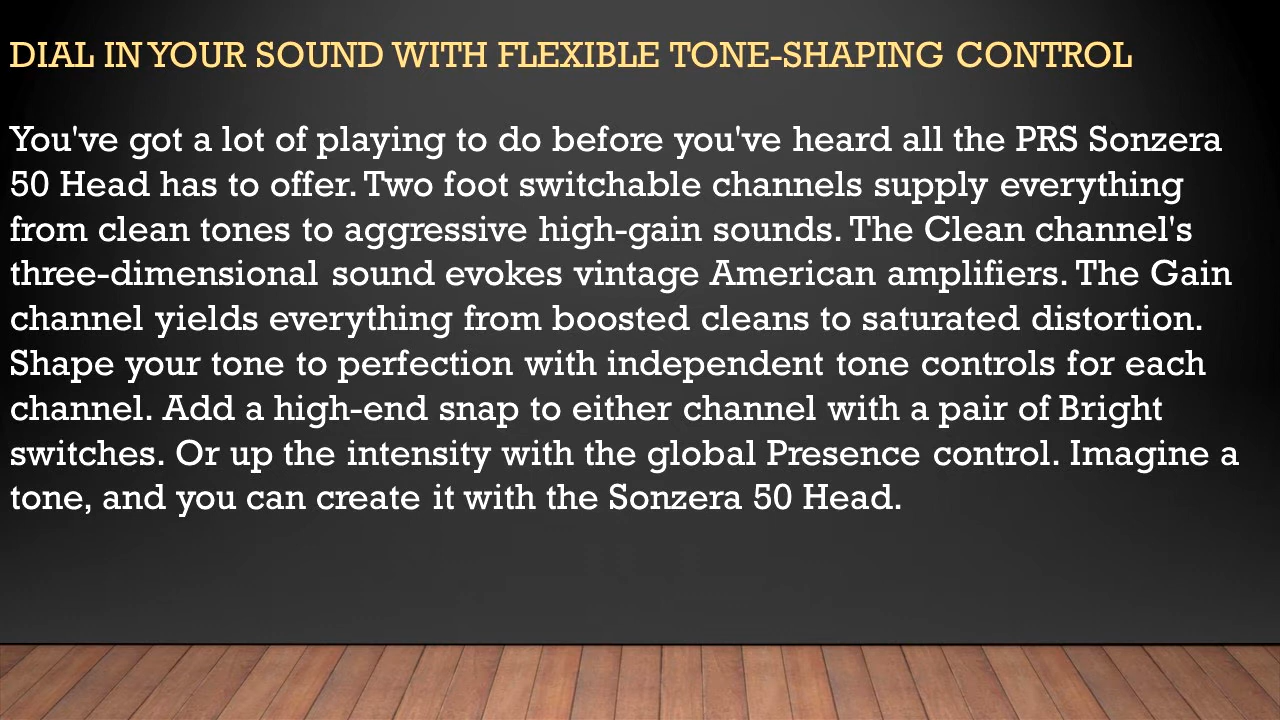 DIAL IN YOUR SOUND WITH FLEXIBLE TONE-SHAPING CONTROL
You've got a lot of playing to do before you've heard all the PRS Sonzera
50 Head has to offer. Two foot switchable channels supply everything
from clean tones to aggressive high-gain sounds. The Clean channel's
three-dimensional sound evokes vintage American amplifiers. The Gain
channel yields everything from boosted cleans to saturated distortion.
Shape your tone to perfection with independent tone controls for each
channel. Add a high-end snap to either channel with a pair of Bright
switches. Or up the intensity with the global Presence control. Imagine a
tone, and you can create it with the Sonzera 50 Head.